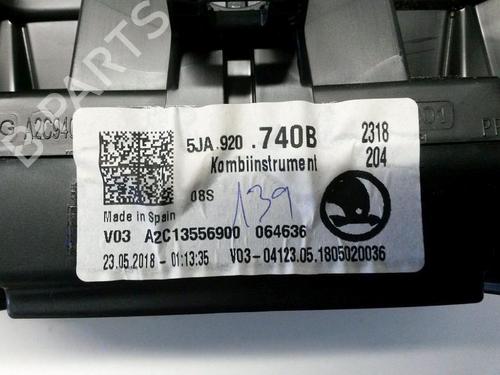 B PARTS
5JA.920 .740B 2318
Kombiinstrument 204
08S 139
Made in Spain
V03 A2C13556900 064636
23.05.2018 - 01:13:35 V03-04123.05.1805020036